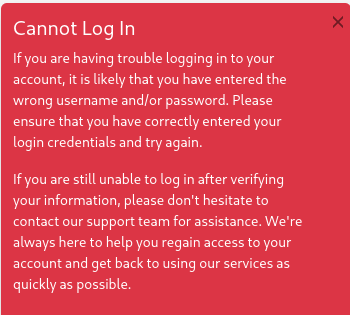 Cannot Log In
If you are having trouble logging in to your
account, it is likely that you have entered the
wrong username and/or password. Please
ensure that you have correctly entered your
login credentials and try again.
If you are still unable to log in after verifying
your information, please don't hesitate to
contact our support team for assistance. We're
always here to help you regain access to your
account and get back to using our services as
quickly as possible.